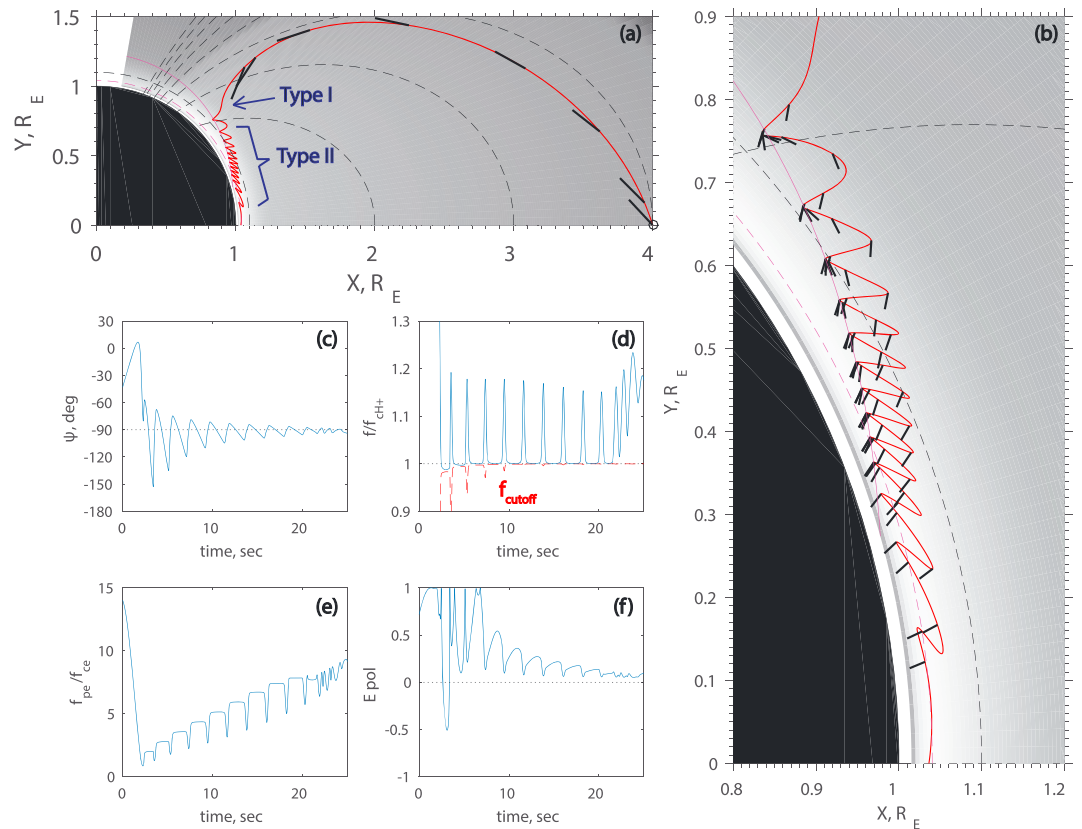 (a)
1.5
1
0.5
0
Y, R E
Type I
Type II
0 1 2 3 4
X, R E
(b)
0.9
0.8
0.7
0.6
0.5
0.4
0.3
0.2
0.1
0
Y, R E
0.8 0.9 1 1.1 1.2
X, R E
(c)
30
0
-30
-60
-90
-120
-150
-180
ψ, deg
0 10 20
time, sec
(d)
1.3
1.2
1.1
1
0.9
f/f cH+
f cutoff
0 10 20
time, sec
(e)
15
10
5
0
f pe /f ce
0 10 20
time, sec
(f)
1
0.5
0
-0.5
-1
E pol
0 10 20
time, sec